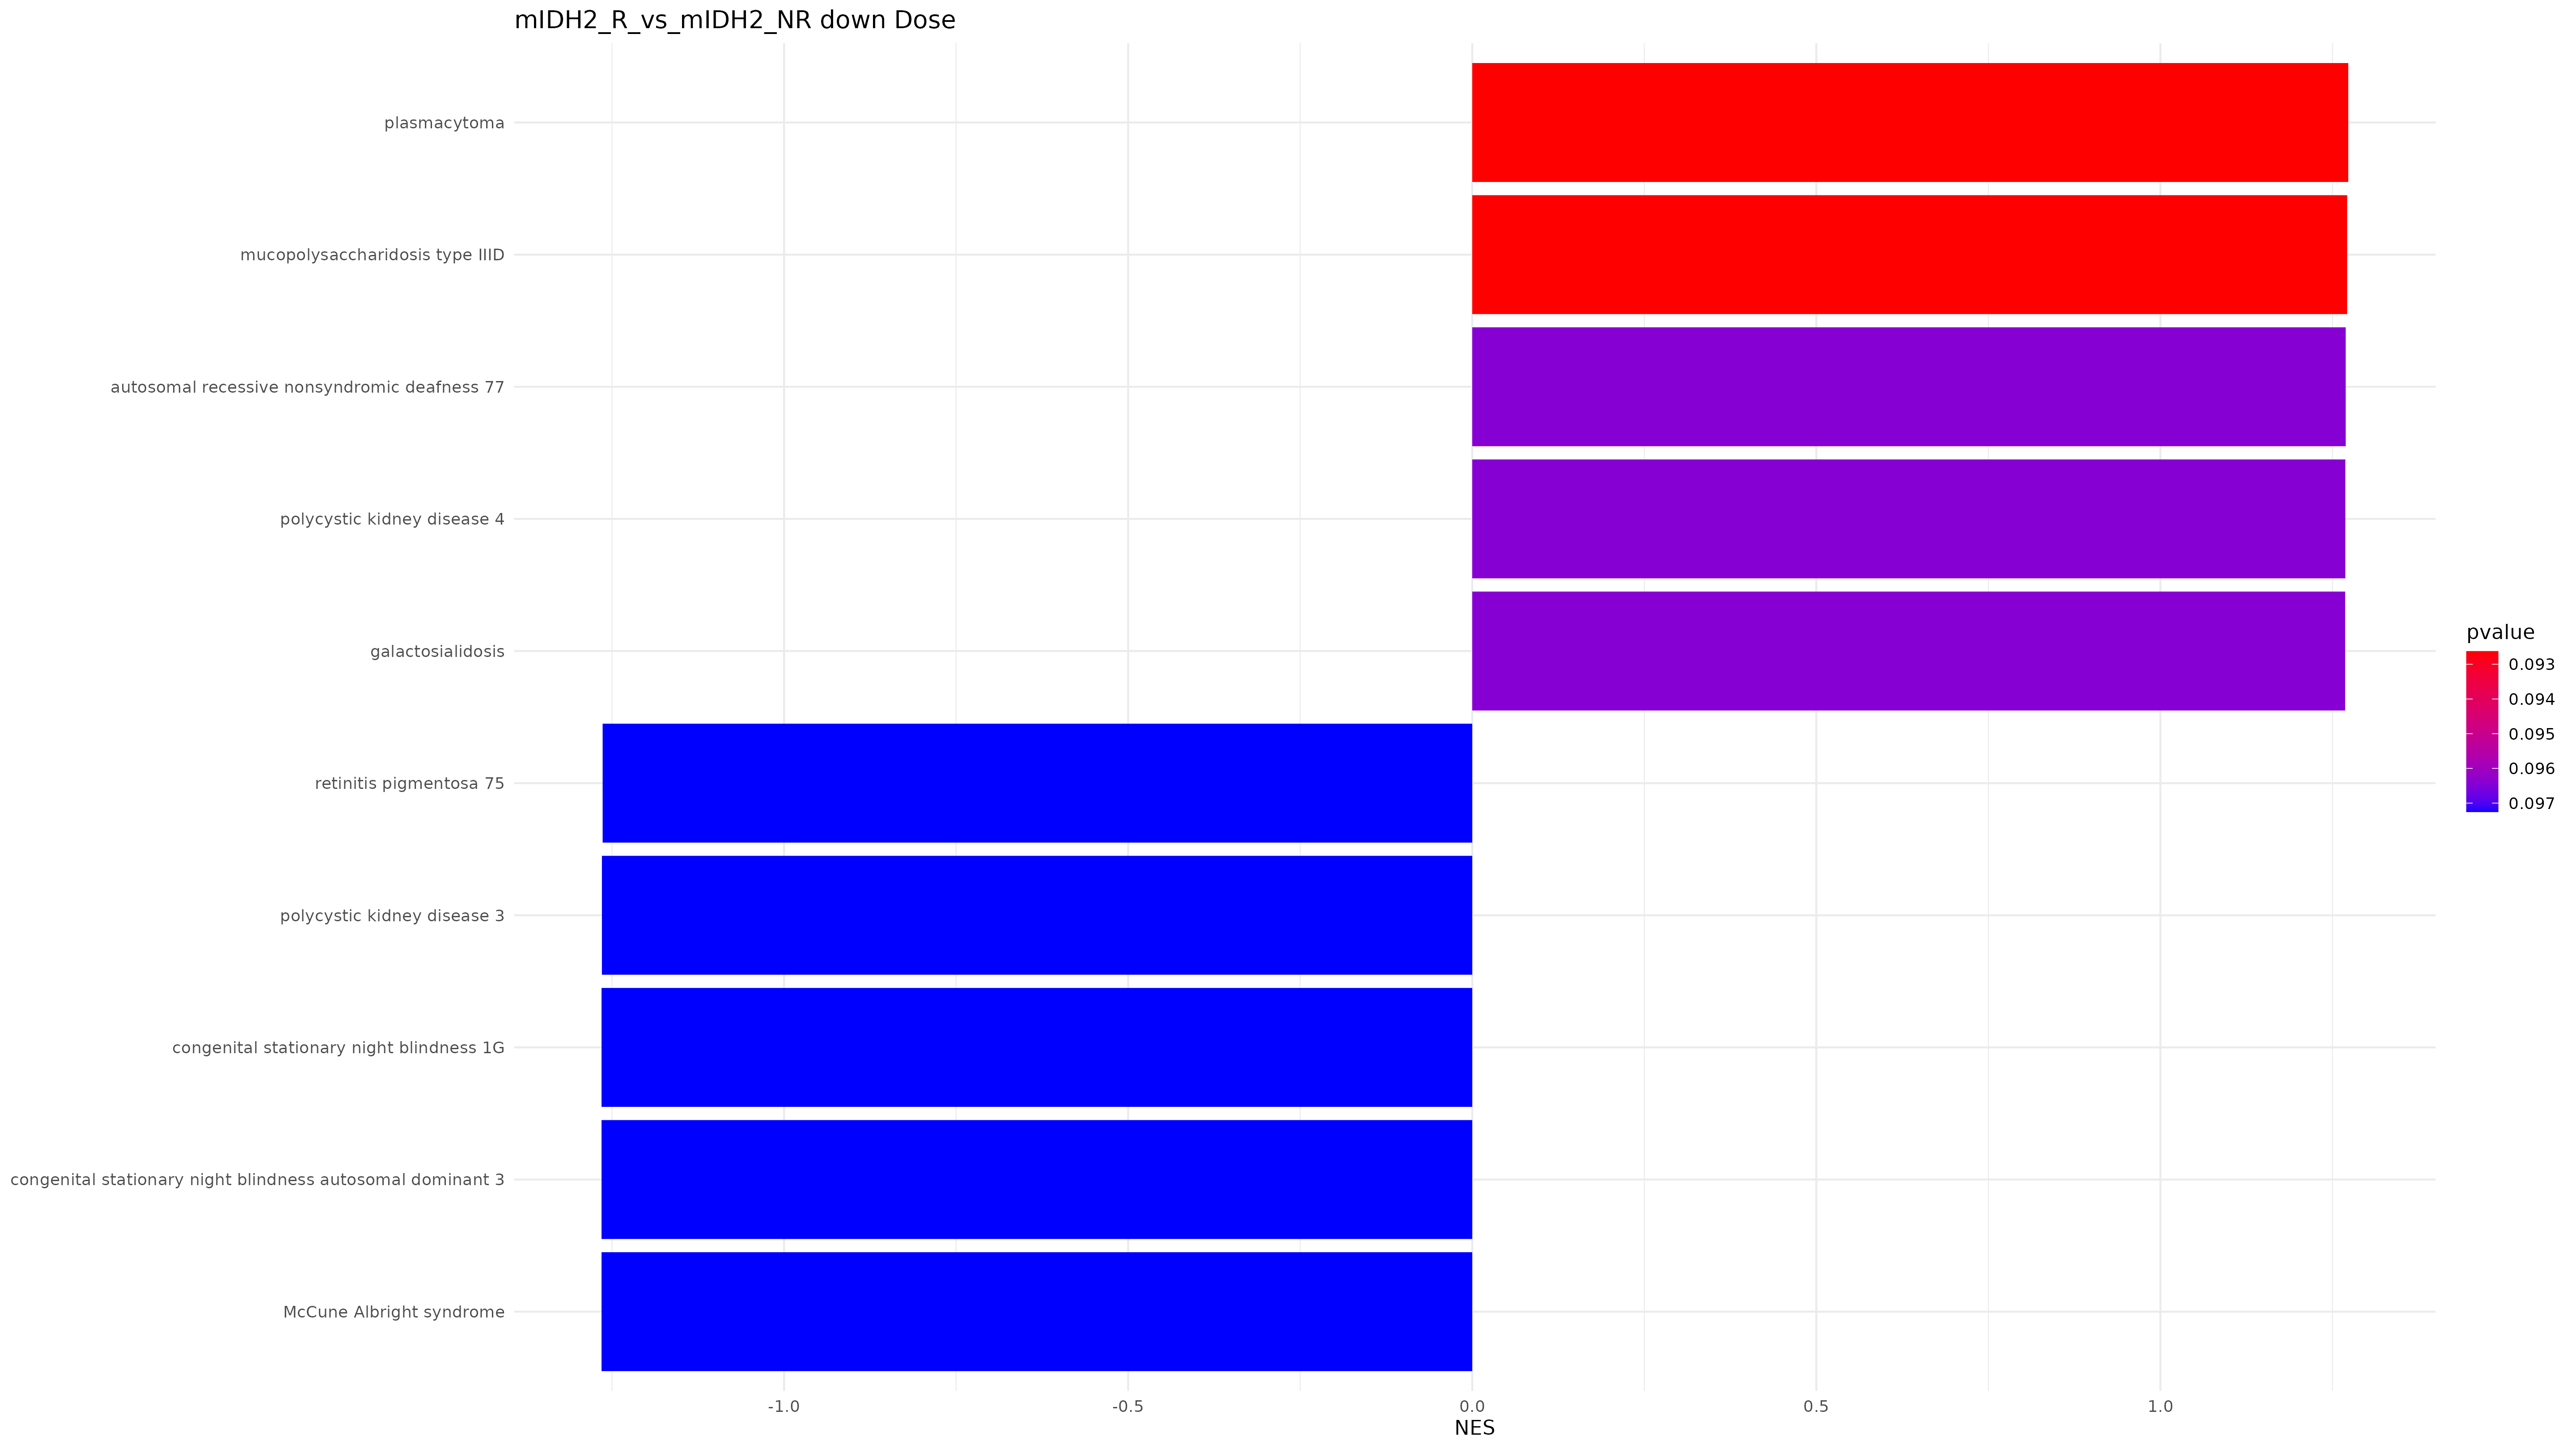 mIDH2_R_vs_mIDH2_NR down Dose
plasmacytoma
mucopolysaccharidosis type IIID
autosomal recessive nonsyndromic deafness 77
polycystic kidney disease 4
galactosialidosis
retinitis pigmentosa 75
polycystic kidney disease 3
congenital stationary night blindness 1G
congenital stationary night blindness autosomal dominant 3
McCune Albright syndrome
-1.0 -0.5 0.0 0.5 1.0
NES
pvalue
0.093
0.094
0.095
0.096
0.097